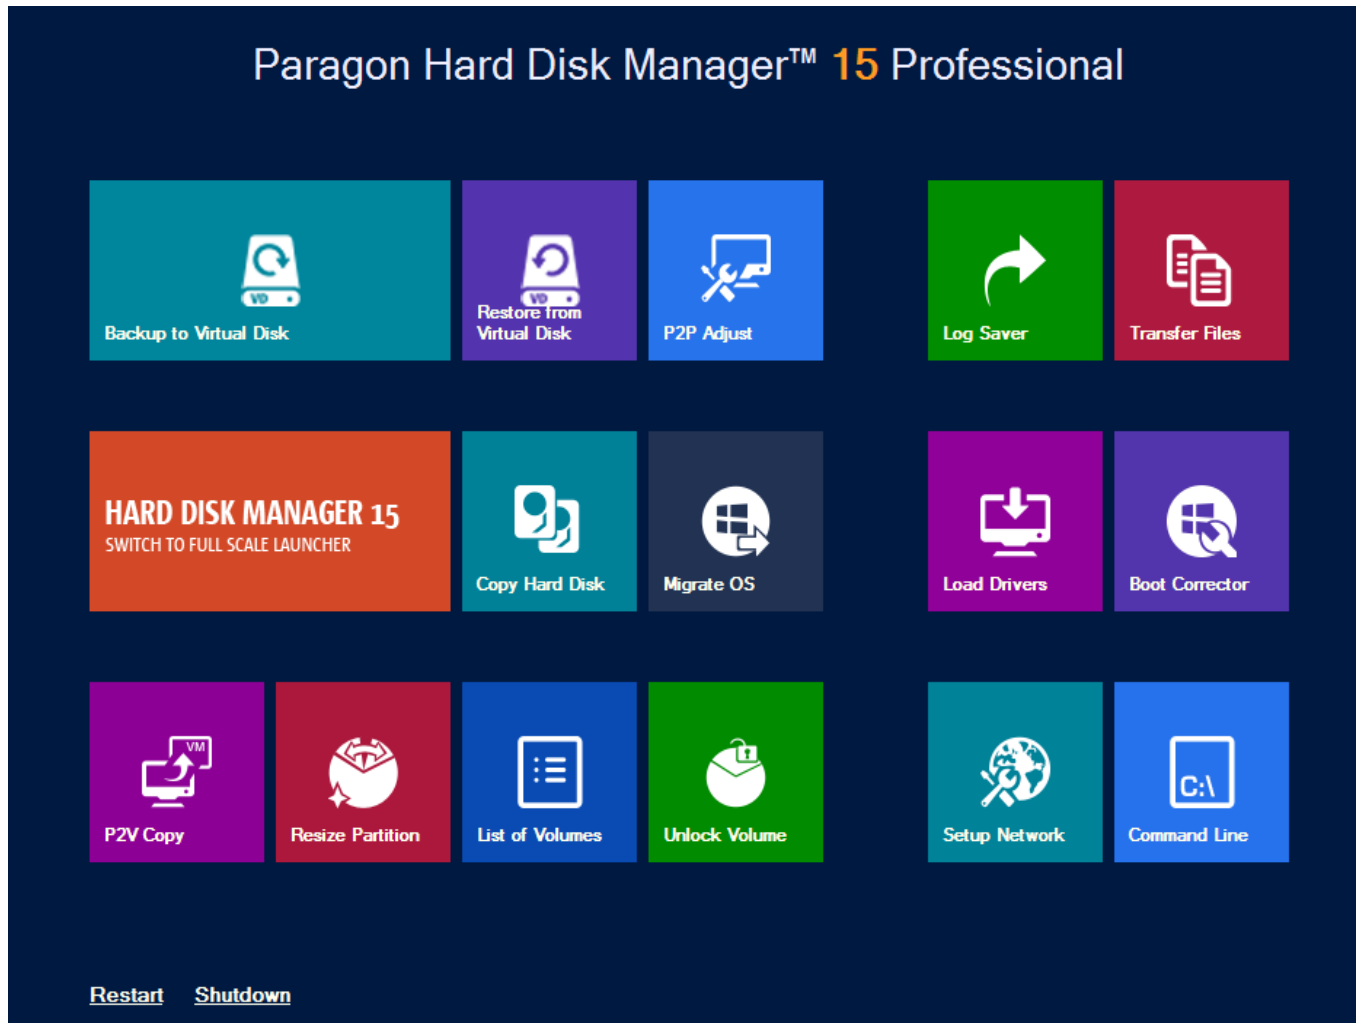 Paragon Hard Disk Manager™ 15 Professional
VD
Backup to Virtual Disk
VD
Restore from
Virtual Disk
P2P Adjust
Log Saver
Transfer Files
HARD DISK MANAGER 15
SWITCH TO FULL SCALE LAUNCHER
Copy Hard Disk
Migrate OS
Load Drivers
Boot Corrector
VM
P2V Copy
Resize Partition
List of Volumes
Unlock Volume
Setup Network
C:\
Command Line
Restart
Shutdown